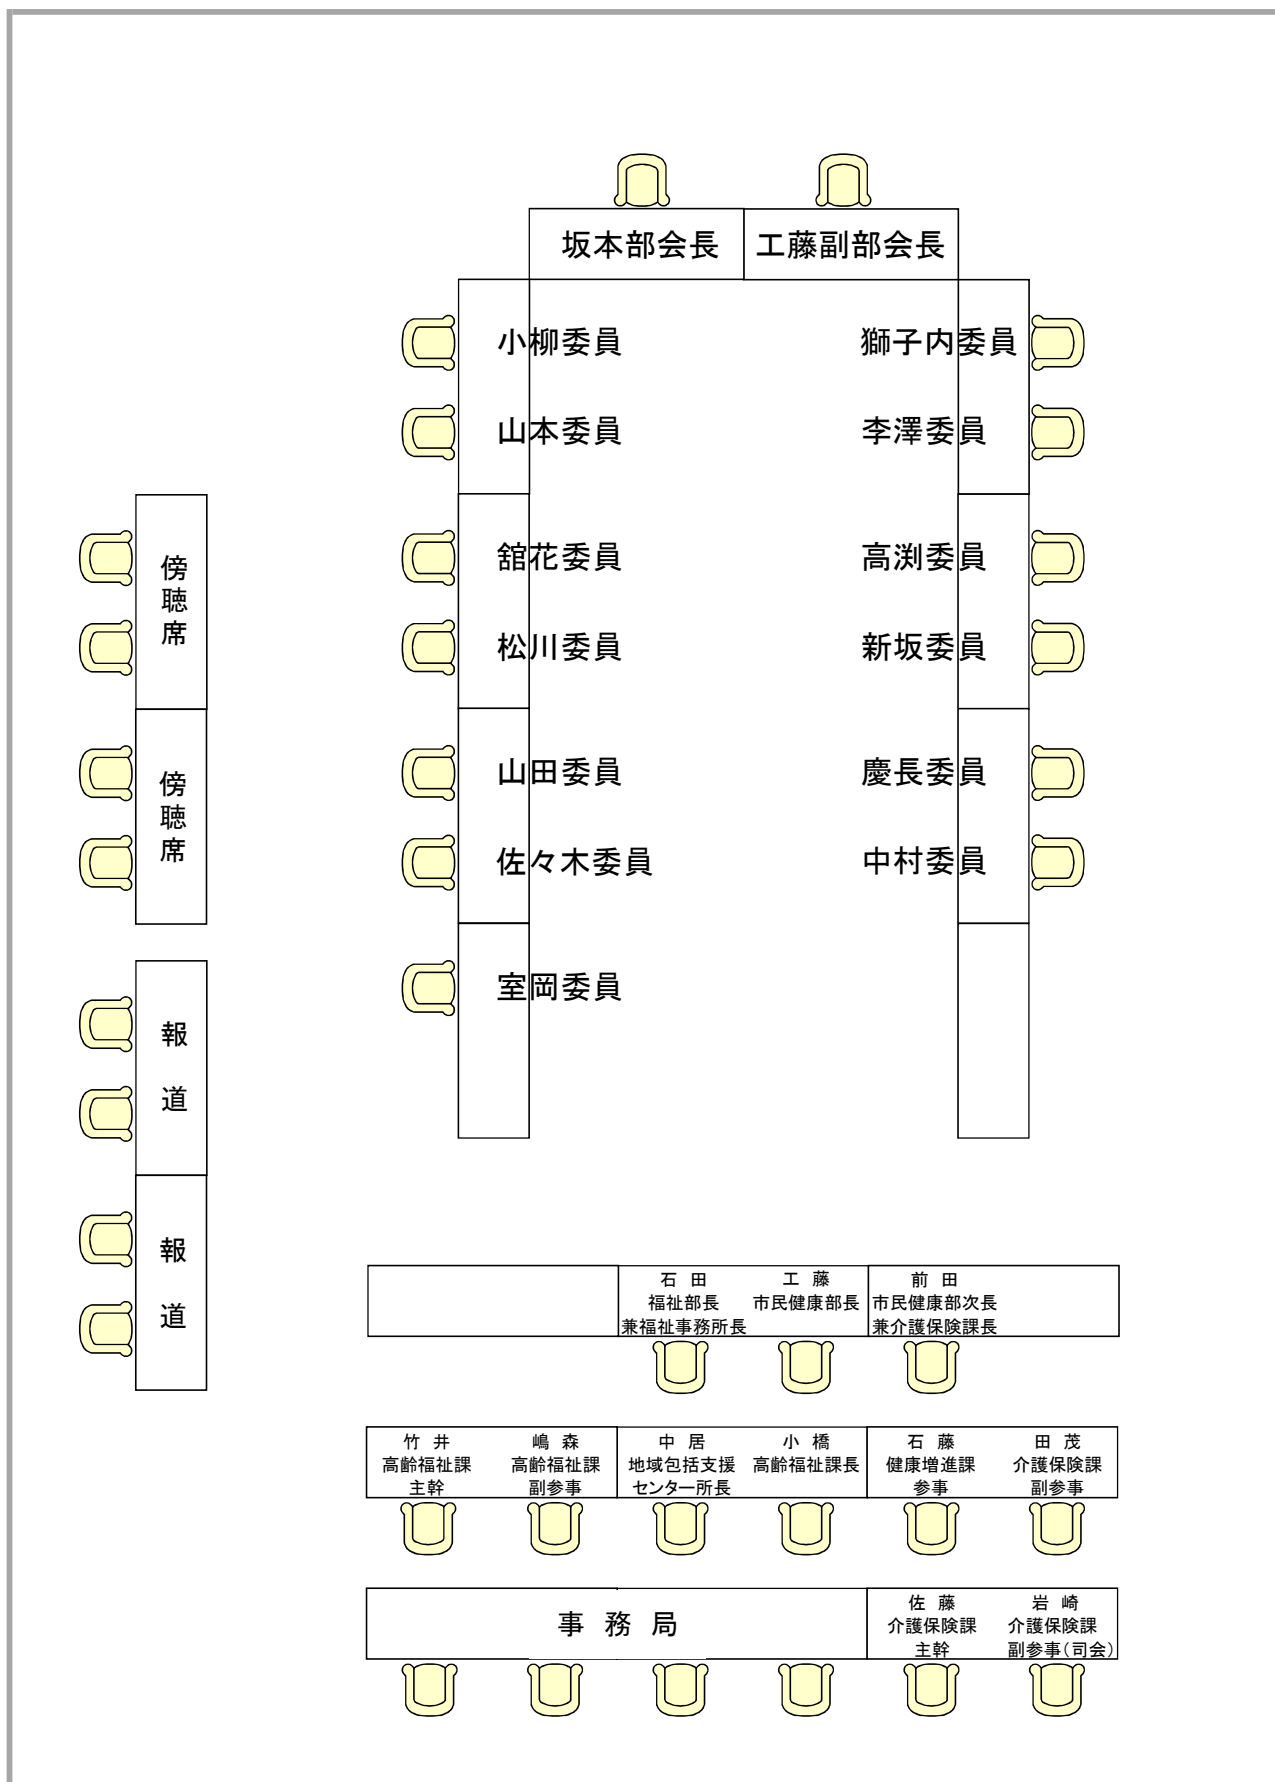 坂本部会長 工藤副部会長
小柳委員 獅子内委員
山本委員 李澤委員
舘花委員 高渕委員
松川委員 新坂委員
山田委員 慶長委員
佐々木委員 中村委員
室岡委員
傍聴席
傍聴席
報道
報道
石田
福祉部長
兼福祉事務所長
工藤
市民健康部長
前田
市民健康部次長
兼介護保険課長
竹井
高齢福祉課
主幹
嶋森
高齢福祉課
副参事
中居
地域包括支援
センター所長
小橋
高齢福祉課長
石藤
健康増進課
参事
田茂
介護保険課
副参事
事務局
佐藤
介護保険課
主幹
岩崎
介護保険課
副参事(司会)